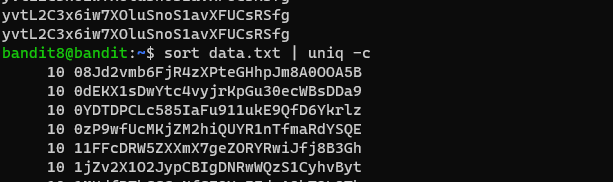 yvtL2C3x6iw7XOluSnoS1avXFUCsRSfg
yvtL2C3x6iw7XOluSnoS1avXFUCsRSfg
bandit8@bandit:~$ sort data.txt | uniq -c
10 08Jd2vmb6FjR4zXPteGHhpJm8A0OOA5B
10 0dEKX1sDwYtc4vyjrKpGu30ecWBsDDa9
10 0YDTDPCLc585IaFu911ukE9QfD6Ykrlz
10 0zP9wfUcMKjZM2hiQUYR1nTfmaRdYSQE
10 11FFcDRW5ZXXmX7geZORYRwiJfj8B3Gh
10 1jZv2X1O2JypCBIgDNRwWQzS1CyhvByt